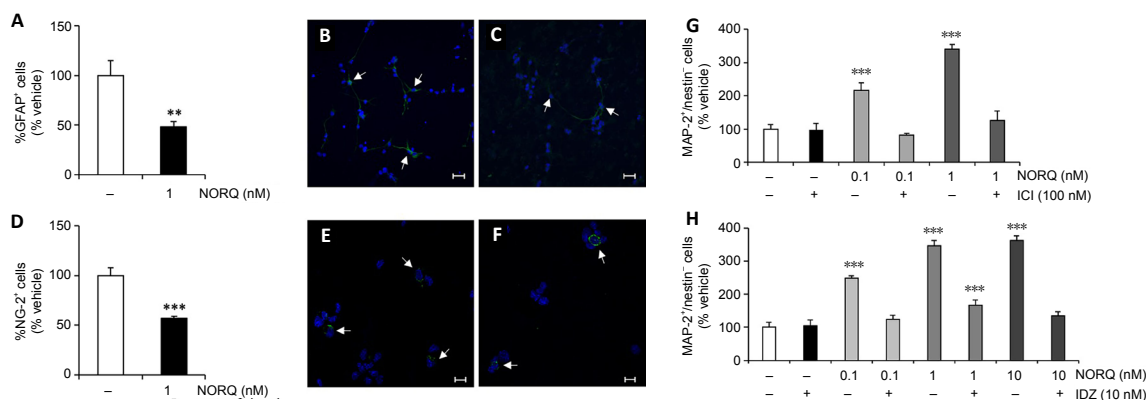 A
150
100
50
0
%GFAP⁺ cells
(% vehicle)
**
– 1 NORQ (nM)
B
C
D
150
100
50
0
%NG-2⁺ cells
(% vehicle)
***
– 1 NORQ (nM)
E
F
G
400
300
200
100
0
MAP-2⁺/nestin⁻ cells
(% vehicle)
***
***
– – 0.1 0.1 1 1 NORQ (nM)
– + – + – + ICI (100 nM)
H
400
300
200
100
0
MAP-2⁺/nestin⁻ cells
(% vehicle)
***
***
***
***
– – 0.1 0.1 1 1 10 10 NORQ (nM)
– + – + – + – + IDZ (10 nM)